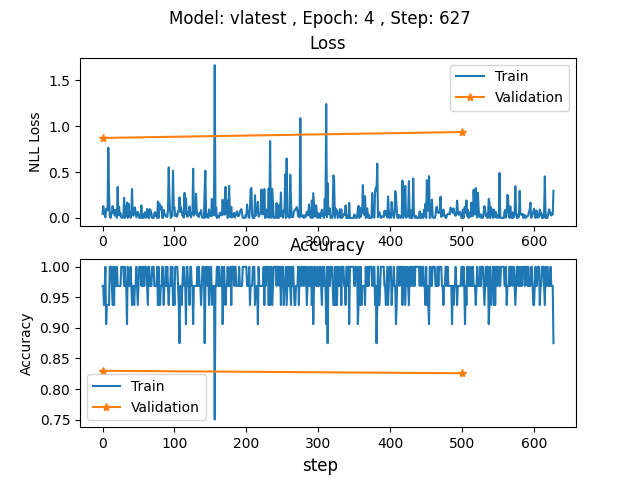 Model: vlatest , Epoch: 4 , Step: 627
Loss
NLL Loss
1.5
1.0
0.5
0.0
Train
Validation
0 100 200 300 400 500 600
Accuracy
Accuracy
1.00
0.95
0.90
0.85
0.80
0.75
Train
Validation
0 100 200 300 400 500 600
step